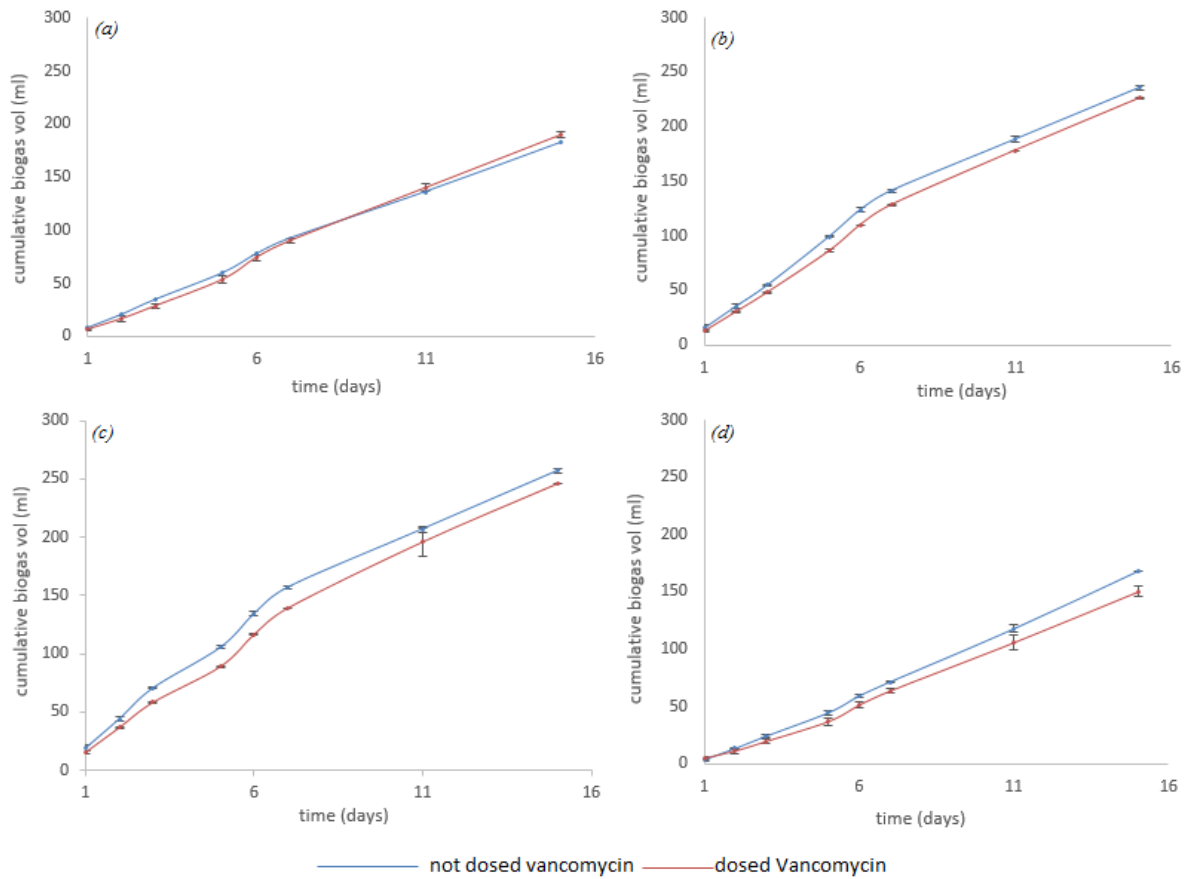 (a)
cumulative biogas vol (ml)
300
250
200
150
100
50
0
1 6 11 16
time (days)
(b)
cumulative biogas vol (ml)
300
250
200
150
100
50
0
1 6 11 16
time (days)
(c)
cumulative biogas vol (ml)
300
250
200
150
100
50
0
1 6 11 16
time (days)
(d)
cumulative biogas vol (ml)
300
250
200
150
100
50
0
1 6 11 16
time (days)
not dosed vancomycin dosed Vancomycin